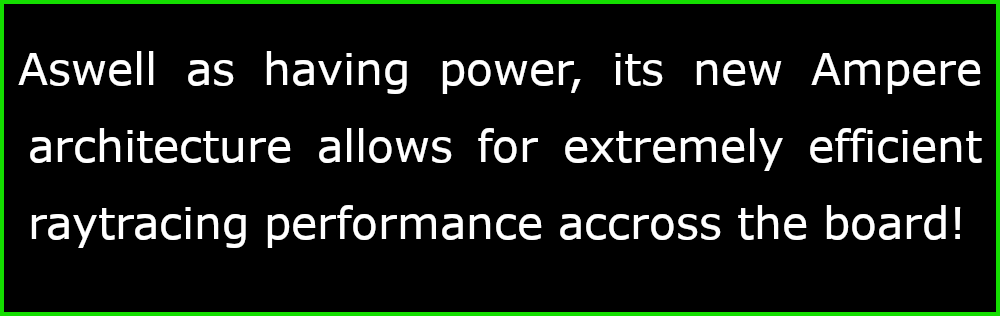 Aswell as having power, its new Ampere
architecture allows for extremely efficient
raytracing performance accross the board!